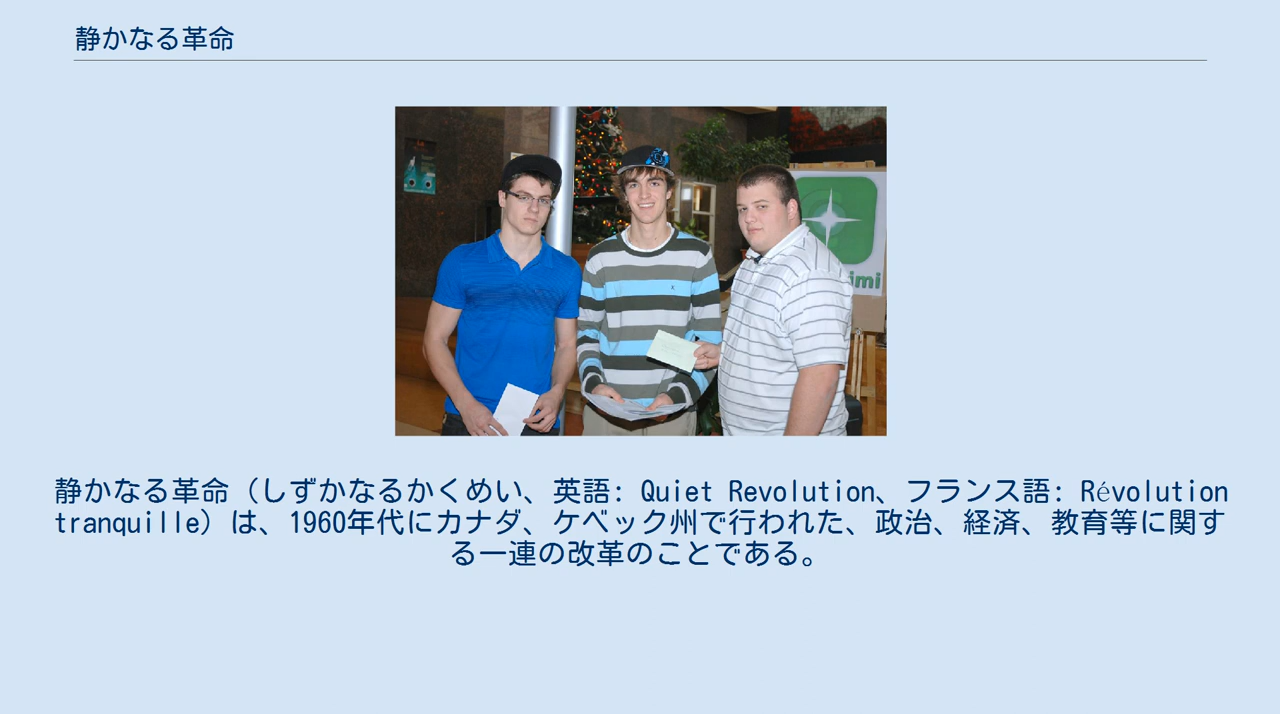 静かなる革命
imi
静かなる革命（しずかなるかくめい、英語: Quiet Revolution、フランス語: Révolution
tranquille）は、1960年代にカナダ、ケベック州で行われた、政治、経済、教育等に関す
る一連の改革のことである。